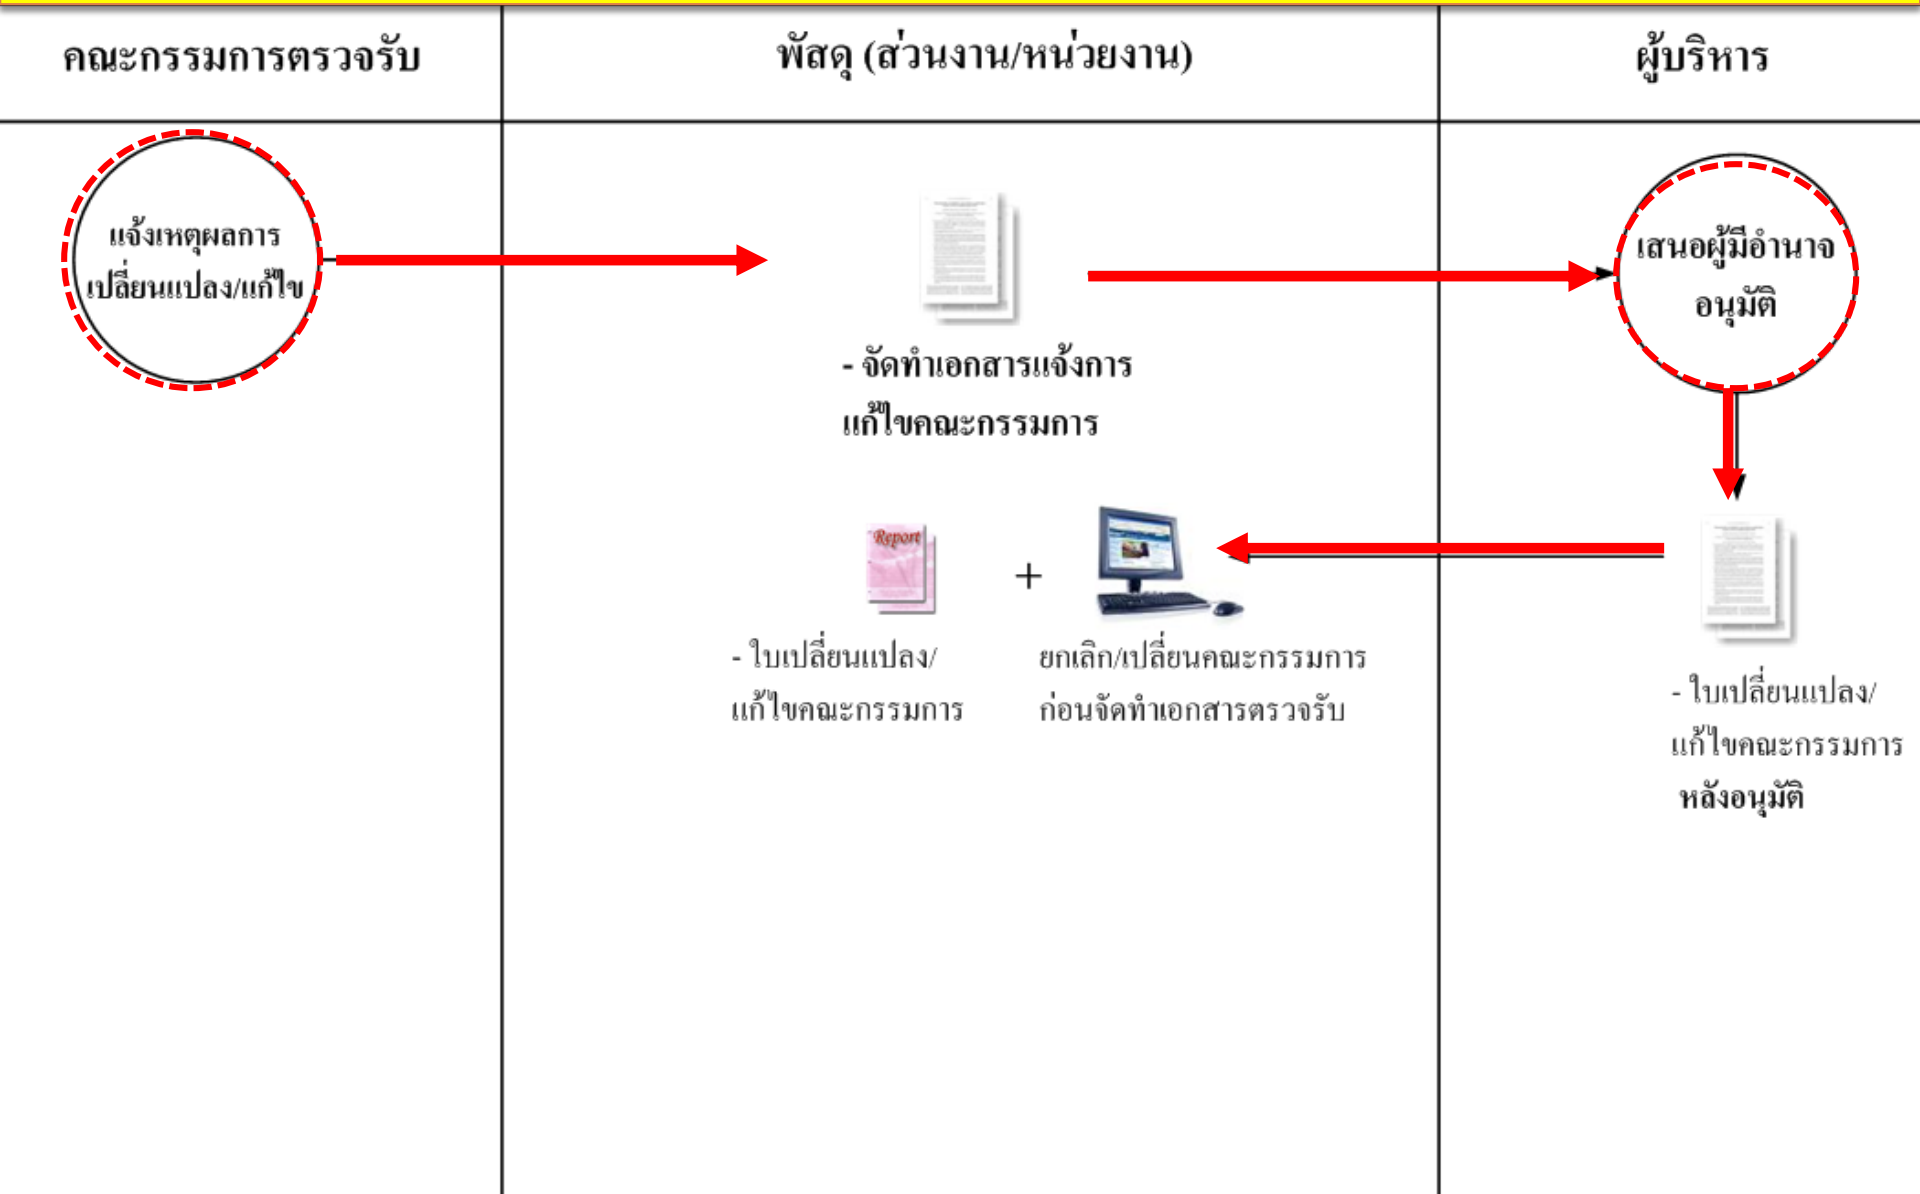 คณะกรรมการตรวจรับ
พัสดุ (ส่วนงาน/หน่วยงาน)
ผู้บริหาร
แจ้งเหตุผลการ
เปลี่ยนแปลง/แก้ไข
- จัดทำเอกสารแจ้งการ
แก้ไขคณะกรรมการ
เสนอผู้มีอำนาจ
อนุมัติ
Report
+
- ใบเปลี่ยนแปลง/
แก้ไขคณะกรรมการ
ยกเลิก/เปลี่ยนคณะกรรมการ
ก่อนจัดทำเอกสารตรวจรับ
- ใบเปลี่ยนแปลง/
แก้ไขคณะกรรมการ
หลังอนุมัติ